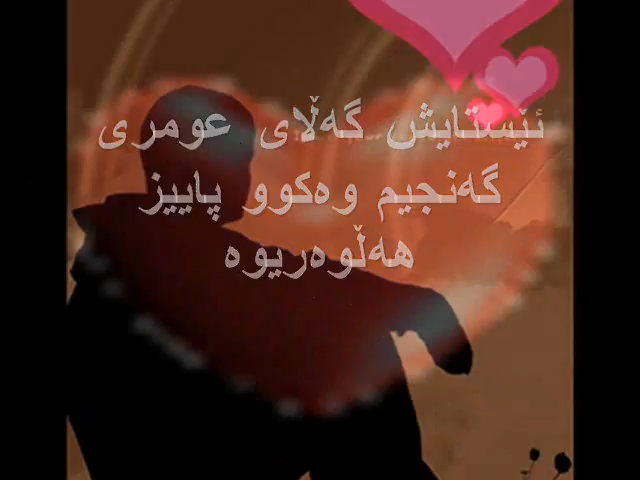 ئێستایش گەڵای عومری
گەنجیم وەکوو پاییز
هەڵوەریوە